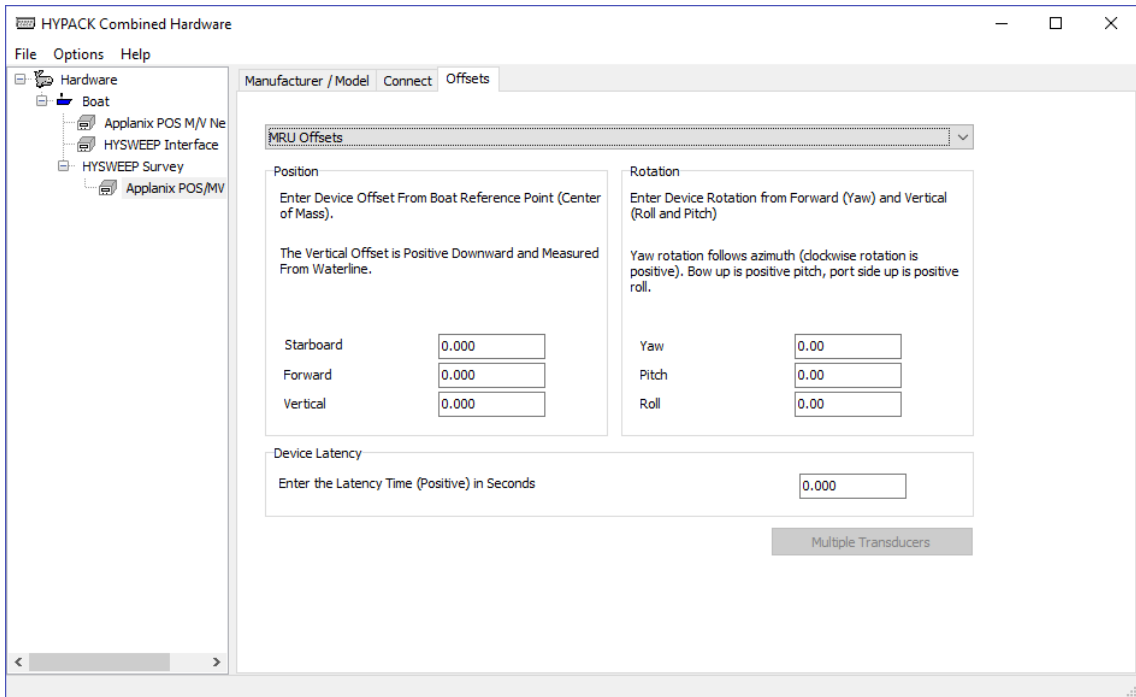 HYPACK Combined Hardware
File Options Help
Hardware
Boat
Applanix POS M/V Ne
HYSWEEP Interface
HYSWEEP Survey
Applanix POS/MV
Manufacturer / Model Connect Offsets
MRU Offsets
Position
Enter Device Offset From Boat Reference Point (Center
of Mass).
The Vertical Offset is Positive Downward and Measured
From Waterline.
Starboard 0.000
Forward 0.000
Vertical 0.000
Rotation
Enter Device Rotation from Forward (Yaw) and Vertical
(Roll and Pitch)
Yaw rotation follows azimuth (clockwise rotation is
positive). Bow up is positive pitch, port side up is positive
roll.
Yaw 0.00
Pitch 0.00
Roll 0.00
Device Latency
Enter the Latency Time (Positive) in Seconds 0.000
Multiple Transducers